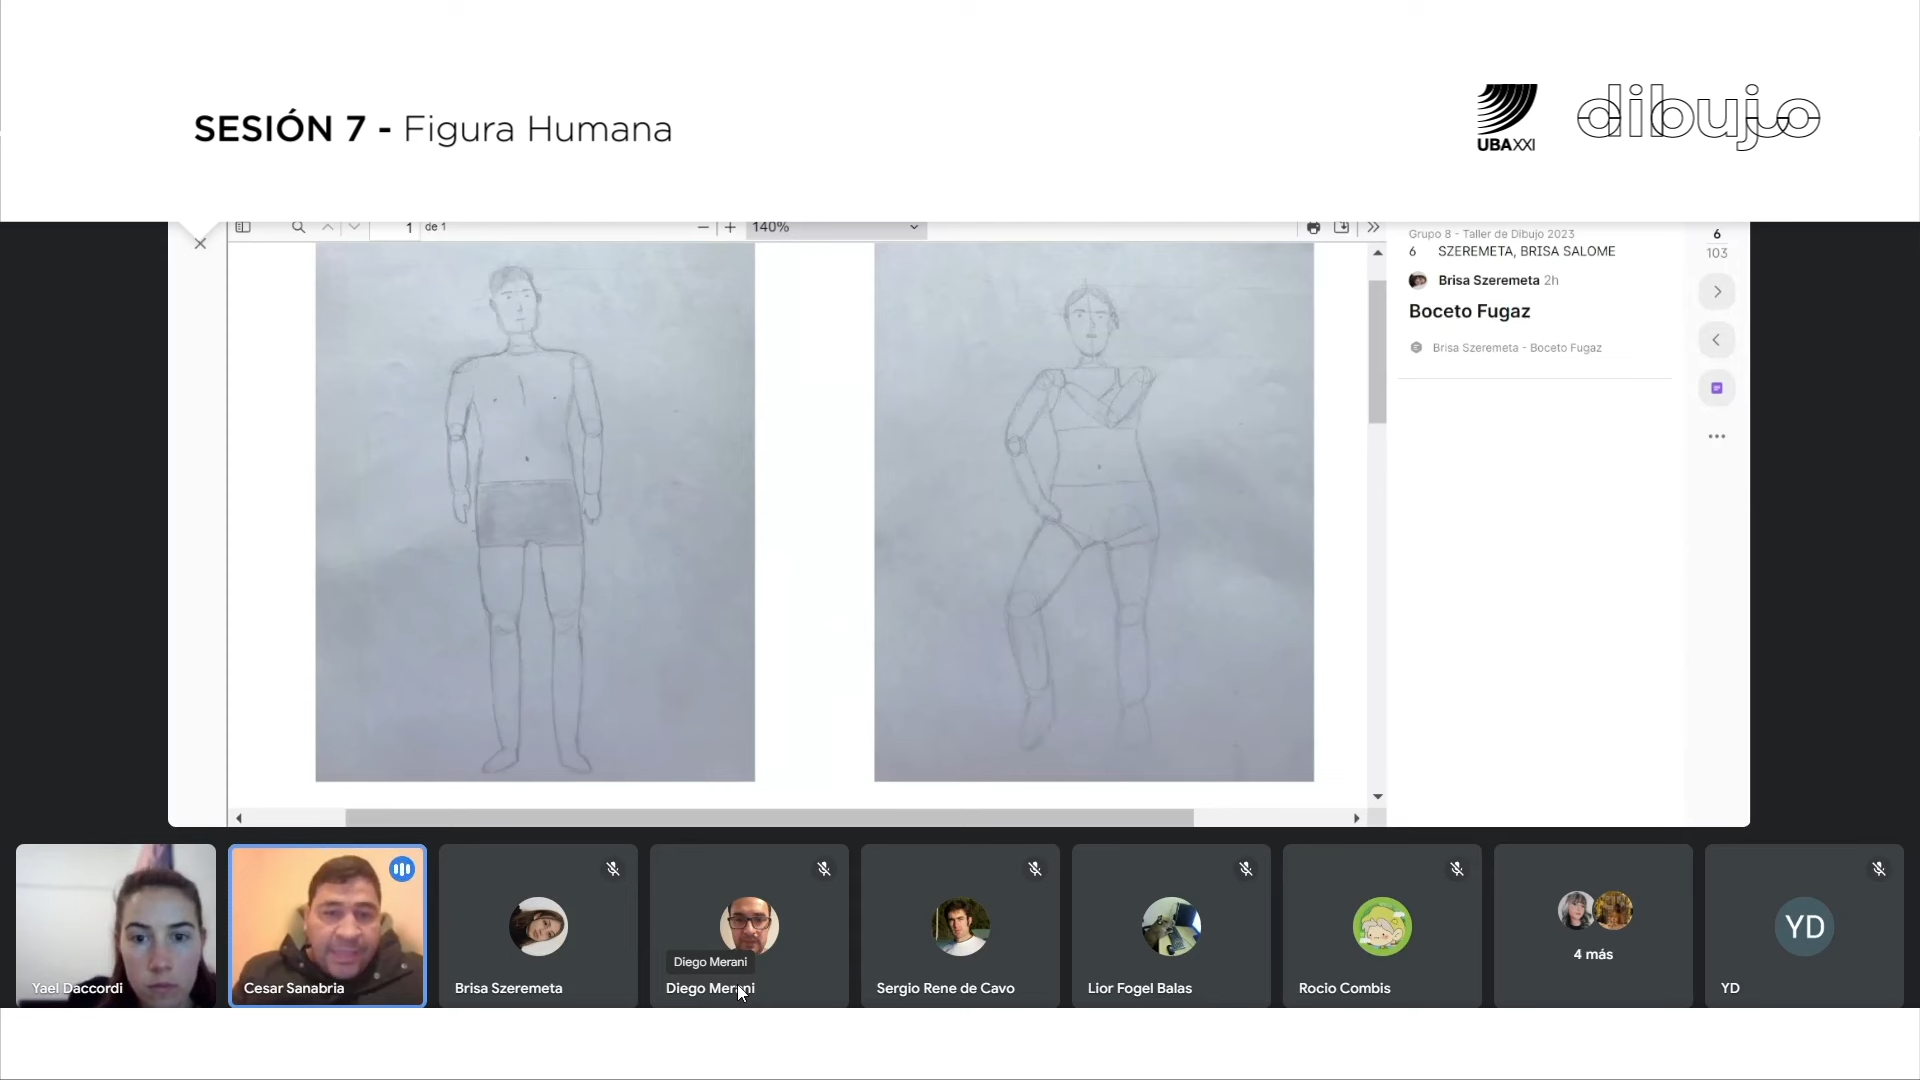 SESIÓN 7 - Figura Humana
UBAXXI
dibujo
1 de 1
140%
Grupo 8 - Taller de Dibujo 2023
6 SZEREMETA, BRISA SALOME
Brisa Szeremeta 2h
Boceto Fugaz
Brisa Szeremeta - Boceto Fugaz
6
103
Yael Daccordi
Cesar Sanabria
Brisa Szeremeta
Diego Merani
Diego Merani
Sergio Rene de Cavo
Lior Fogel Balas
Rocio Combis
4 más
YD
YD